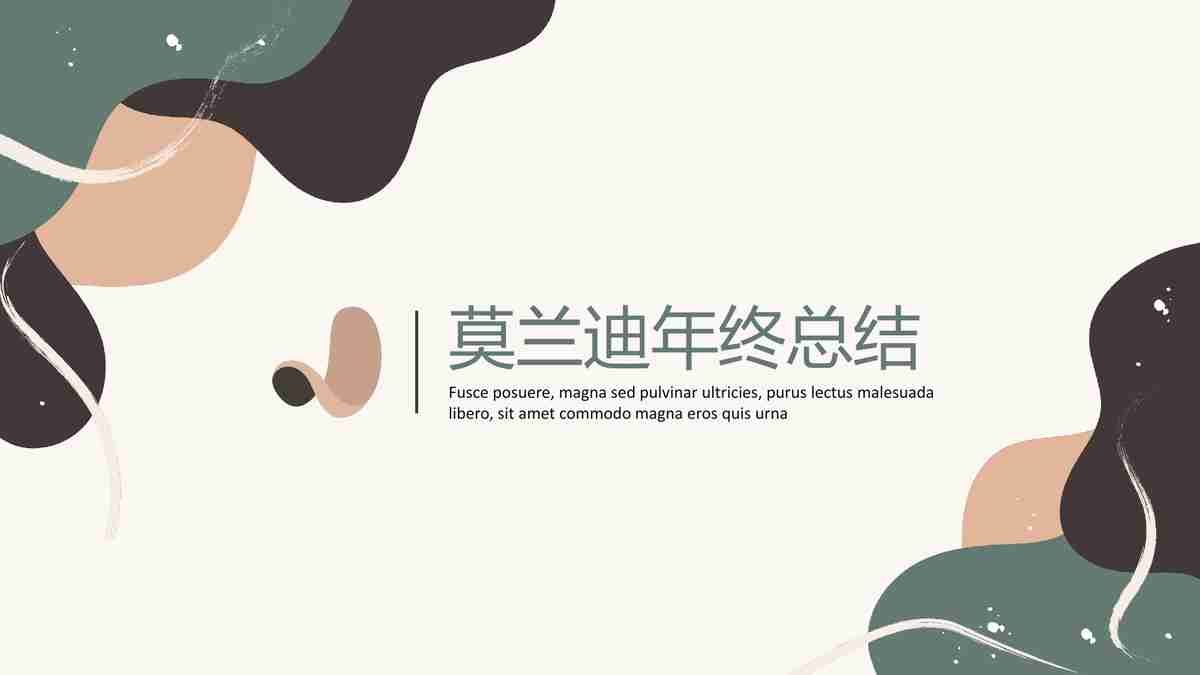 莫兰迪年终总结
Fusce posuere, magna sed pulvinar ultricies, purus lectus malesuada
libero, sit amet commodo magna eros quis urna